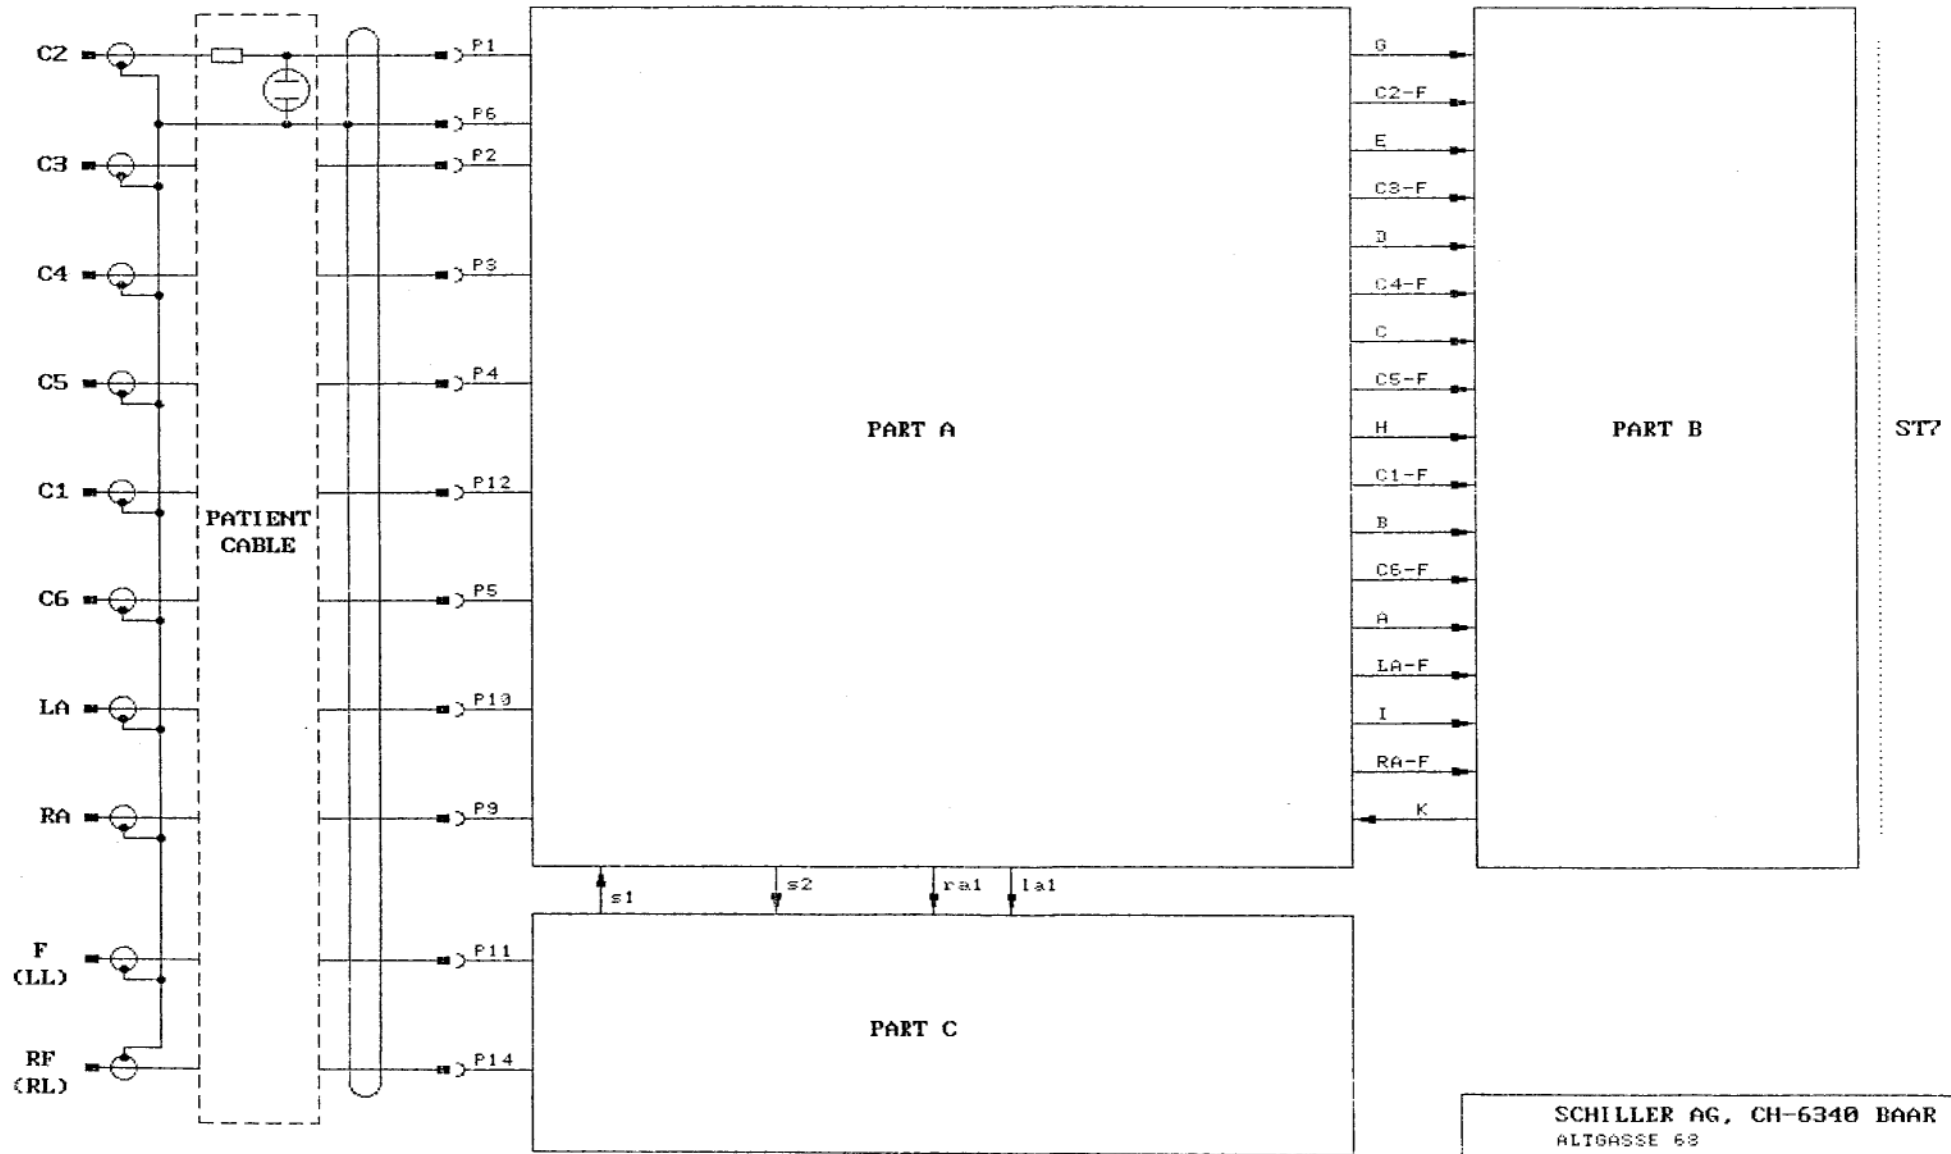 C2
C3
C4
C5
C1
C6
LA
RA
F
(LL)
RF
(RL)
PATIENT
CABLE
P1
P6
P2
P3
P4
P12
P5
P10
P9
P11
P14
PART A
G
C2-F
E
C3-F
D
C4-F
C
C5-F
H
C1-F
B
C6-F
A
LA-F
I
RA-F
K
PART B
ST7
s1
s2
ra1
la1
PART C
SCHILLER AG, CH-6340 BAAR
ALTGASSE 68